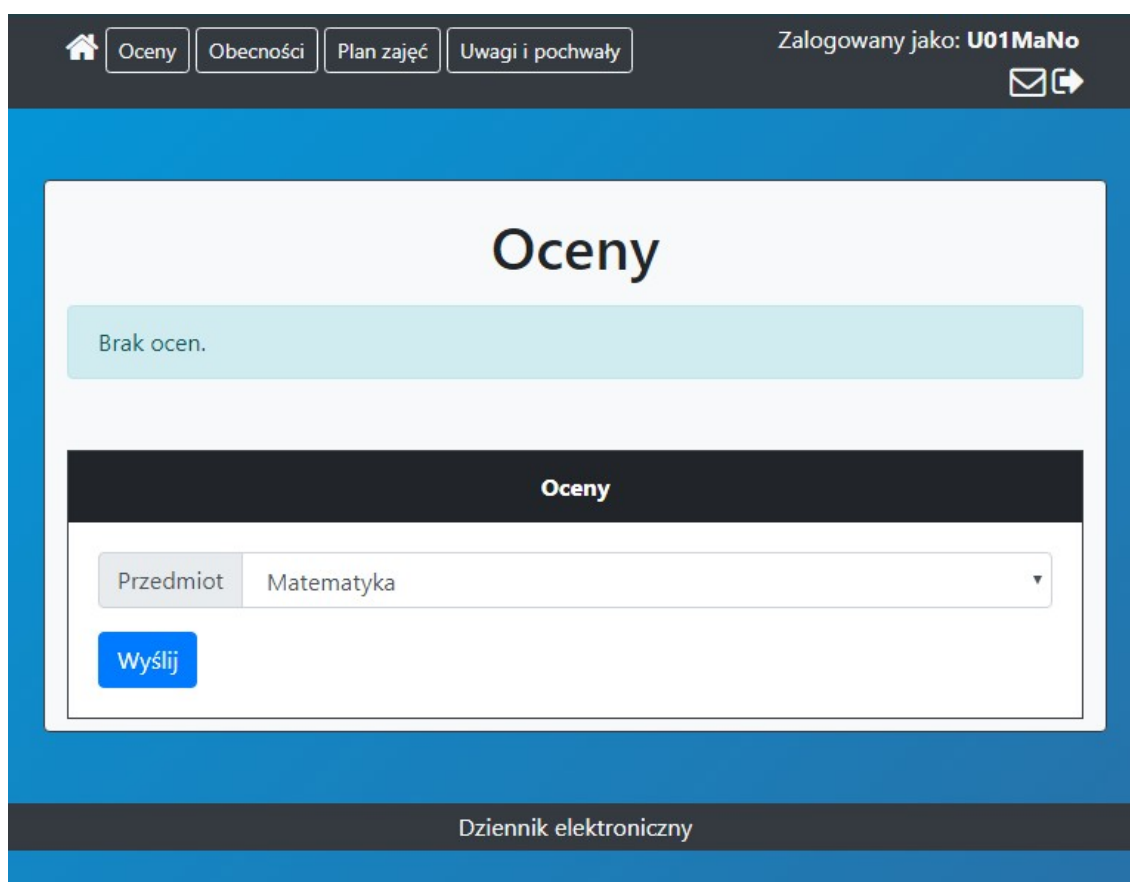 Oceny Obecności Plan zajęć Uwagi i pochwały Zalogowany jako: U01MaNo
Oceny
Brak ocen.
Oceny
Przedmiot Matematyka
Wyślij
Dziennik elektroniczny